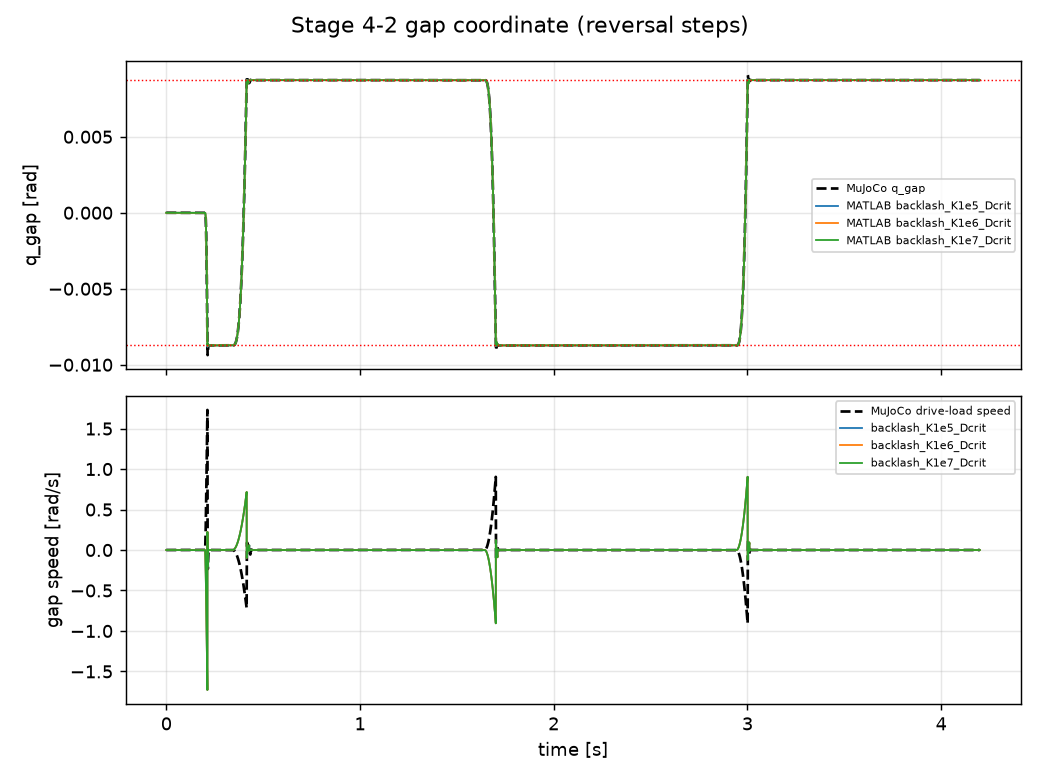 Stage 4-2 gap coordinate (reversal steps)
q_gap [rad]
0.005
0.000
−0.005
−0.010
MuJoCo q_gap
MATLAB backlash_K1e5_Dcrit
MATLAB backlash_K1e6_Dcrit
MATLAB backlash_K1e7_Dcrit
gap speed [rad/s]
1.5
1.0
0.5
0.0
−0.5
−1.0
−1.5
MuJoCo drive-load speed
backlash_K1e5_Dcrit
backlash_K1e6_Dcrit
backlash_K1e7_Dcrit
0 1 2 3 4
time [s]